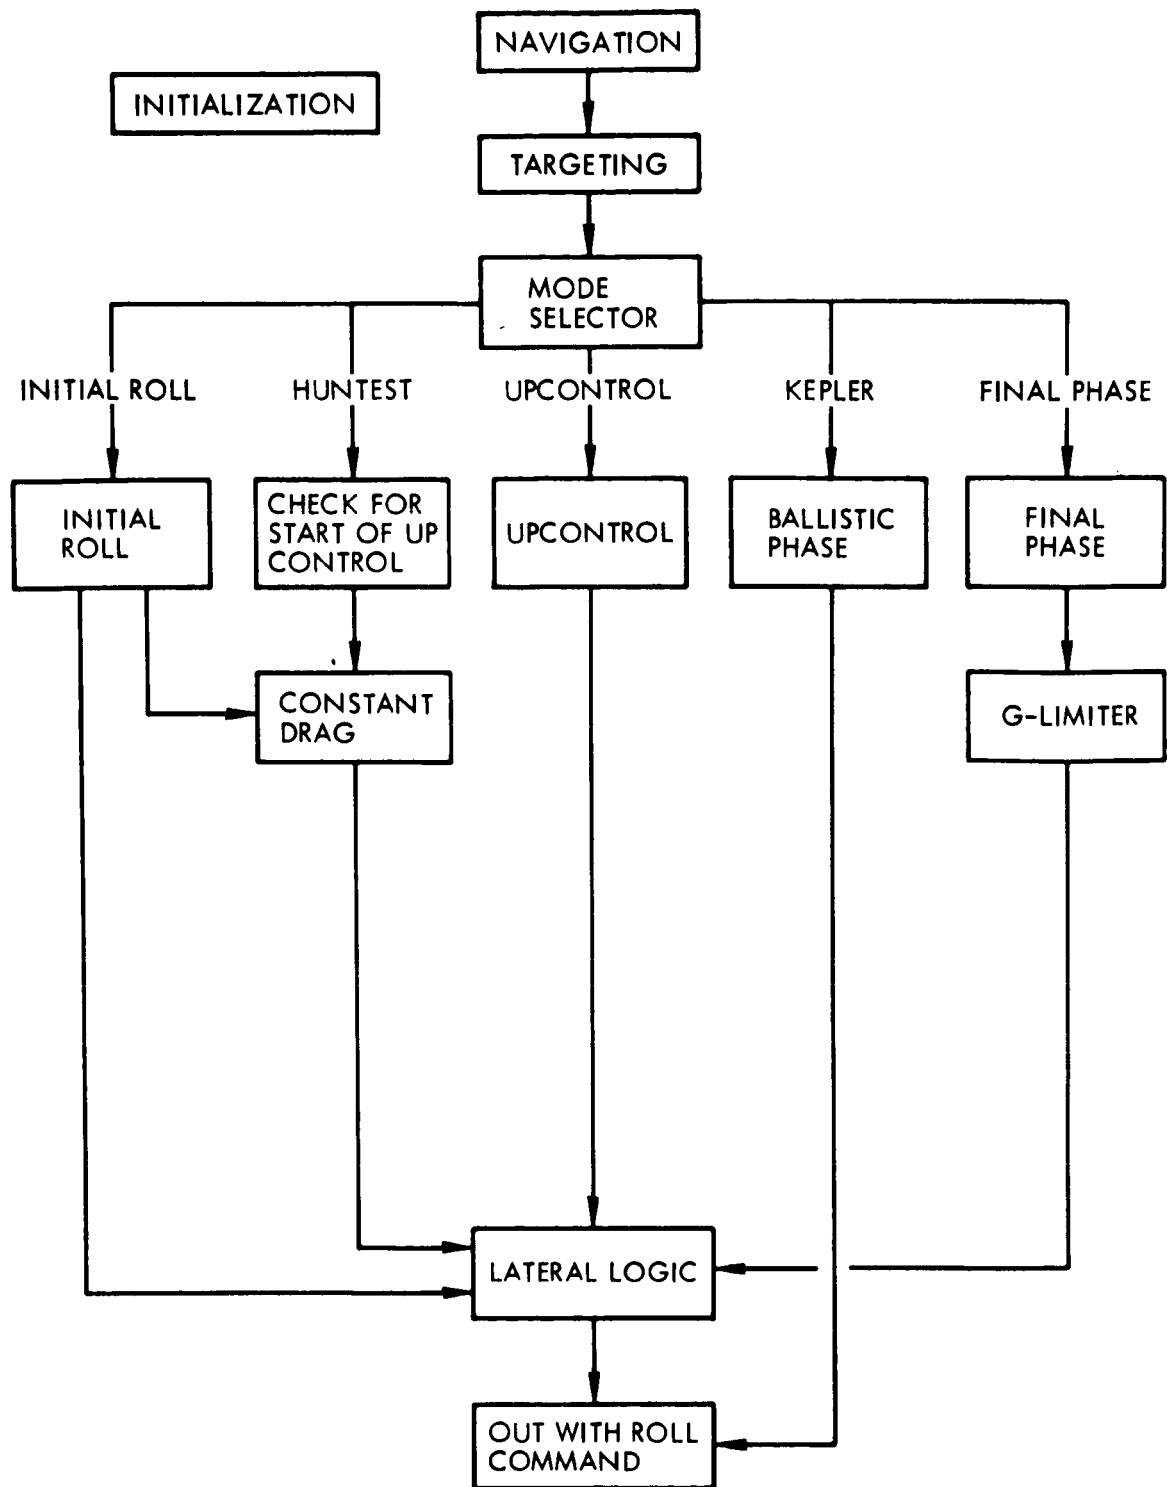 NAVIGATION
INITIALIZATION
TARGETING
MODE
SELECTOR
INITIAL ROLL
HUNTEST
UPCONTROL
KEPLER
FINAL PHASE
INITIAL
ROLL
CHECK FOR
START OF UP
CONTROL
UPCONTROL
BALLISTIC
PHASE
FINAL
PHASE
CONSTANT
DRAG
G-LIMITER
LATERAL LOGIC
OUT WITH ROLL
COMMAND